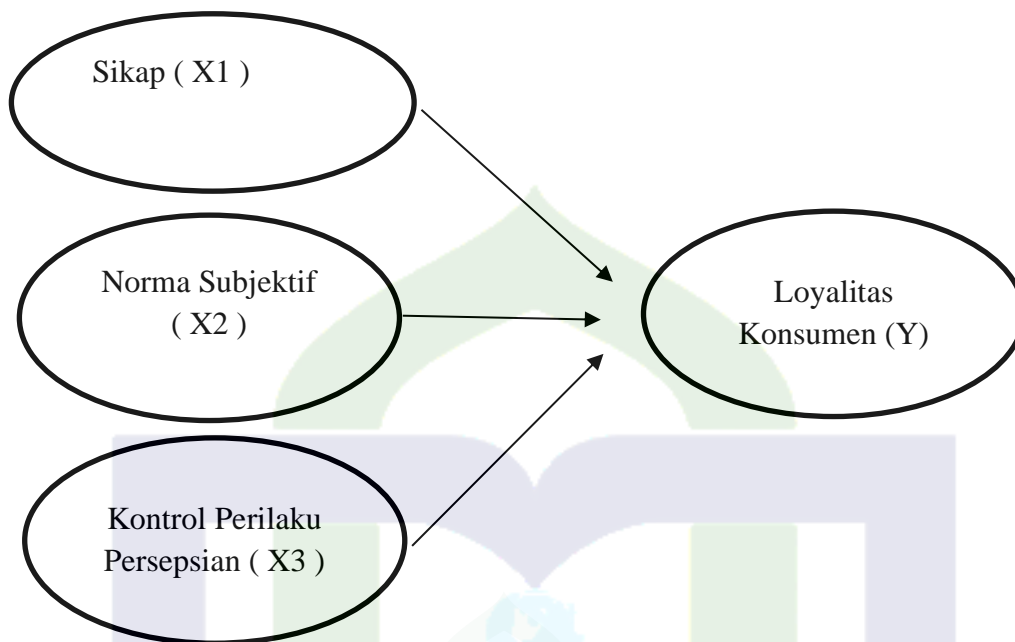 Sikap ( X1 )
Norma Subjektif
( X2 )
Loyalitas
Konsumen (Y)
Kontrol Perilaku
Persepsian ( X3 )